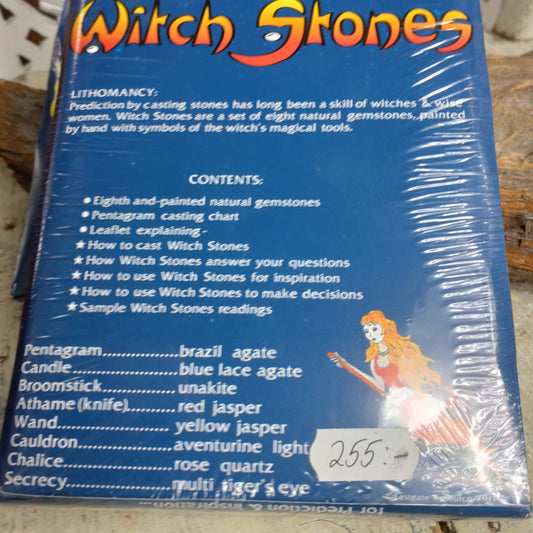 Witch Stones
LITHOMANCY:
Prediction by casting stones has long been a skill of witches & wise
women. Witch Stones are a set of eight natural gemstones, painted
by hand with symbols of the witch's magical tools.
CONTENTS:
• Eighth and-painted natural gemstones
• Pentagram casting chart
• Leaflet explaining -
★ How to cast Witch Stones
★ How Witch Stones answer your questions
★ How to use Witch Stones for inspiration
★ How to use Witch Stones to make decisions
★ Sample Witch Stones readings
Pentagram..............brazil agate
Candle...................blue lace agate
Broomstick............unakite
Athame(knife).........red jasper
Wand.....................yellow jasper
Cauldron...............aventurine light
Chalice...................rose quartz
Secrecy..................multi tiger's eye
255:-
© Eastgate Resource
for Prediction & Inspiration...